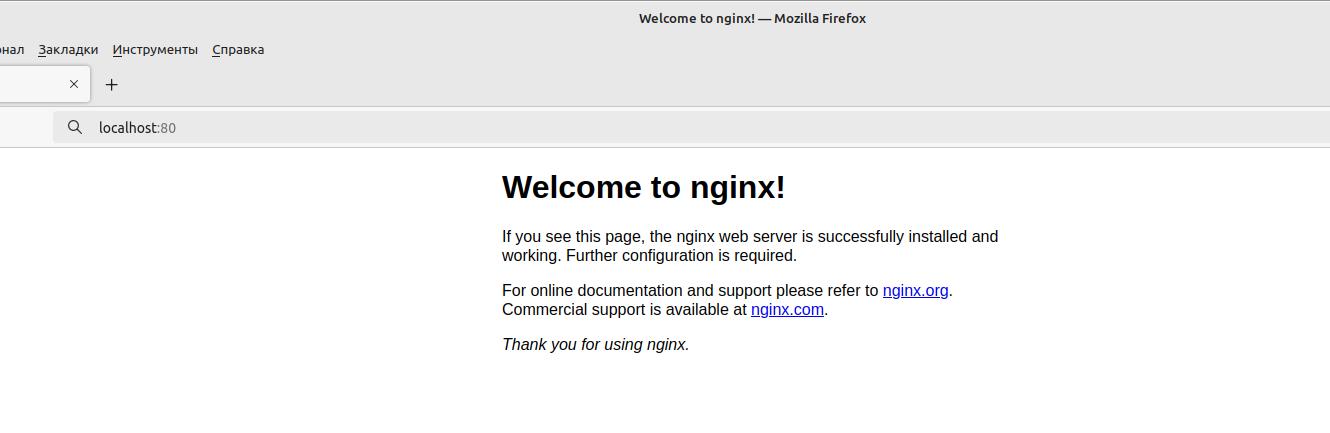 Welcome to nginx! — Mozilla Firefox
Закладки Инструменты Справка
localhost:80
Welcome to nginx!
If you see this page, the nginx web server is successfully installed and
working. Further configuration is required.
For online documentation and support please refer to nginx.org.
Commercial support is available at nginx.com.
Thank you for using nginx.